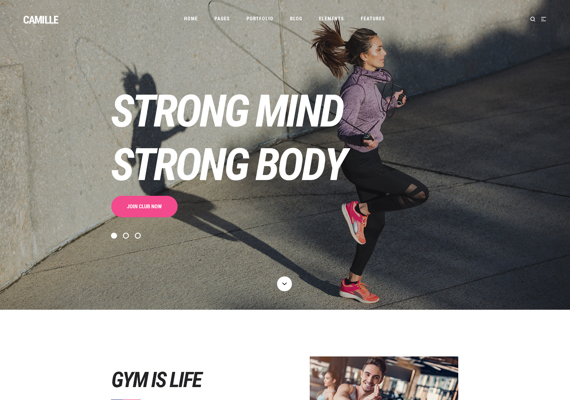 CAMILLE
HOME PAGES PORTFOLIO BLOG ELEMENTS FEATURES
STRONG MIND
STRONG BODY
JOIN CLUB NOW
GYM IS LIFE